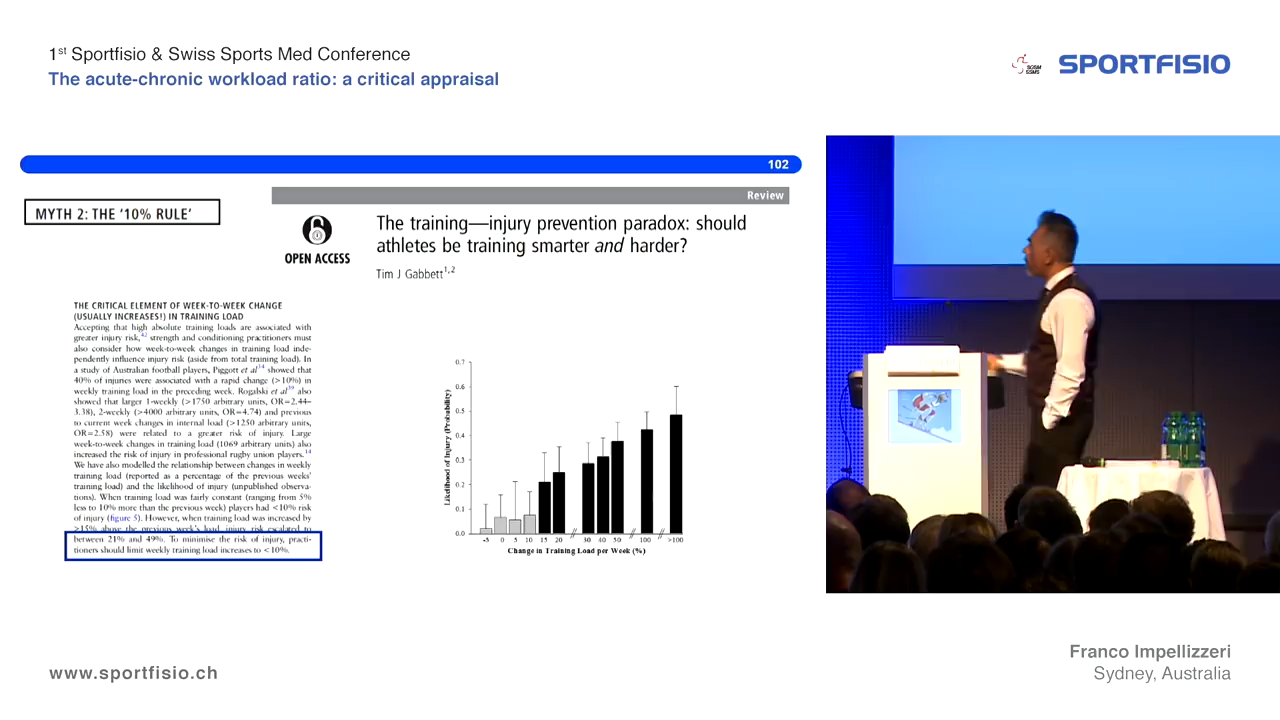 1st Sportfisio & Swiss Sports Med Conference
The acute-chronic workload ratio: a critical appraisal
SGSM
SSMS
SPORTFISIO
102
Review
MYTH 2: THE '10% RULE'
OPEN ACCESS
The training—injury prevention paradox: should
athletes be training smarter and harder?
Tim J Gabbett1,2
THE CRITICAL ELEMENT OF WEEK-TO-WEEK CHANGE
(USUALLY INCREASES!) IN TRAINING LOAD
Accepting that high absolute training loads are associated with
greater injury risk,42 strength and conditioning practitioners must
also consider how week-to-week changes in training load inde-
pendently influence injury risk (aside from total training load). In
a study of Australian football players, Piggott et al34 showed that
40% of injuries were associated with a rapid change (>10%) in
weekly training load in the preceding week. Rogalski et al39 also
showed that larger 1-weekly (>1750 arbitrary units, OR=2.44–
3.38), 2-weekly (>4000 arbitrary units, OR=4.74) and previous
to current week changes in internal load (>1250 arbitrary units,
OR=2.58) were related to a greater risk of injury. Large
week-to-week changes in training load (1069 arbitrary units) also
increased the risk of injury in professional rugby union players.14
We have also modelled the relationship between changes in weekly
training load (reported as a percentage of the previous weeks'
training load) and the likelihood of injury (unpublished observa-
tions). When training load was fairly constant (ranging from 5%
less to 10% more than the previous week) players had <10% risk
of injury (figure 5). However, when training load was increased by
≥15% above the previous week's load, injury risk escalated to
between 21% and 49%. To minimise the risk of injury, practi-
tioners should limit weekly training load increases to <10%.
Likelihood of Injury (Probability)
0.7
0.6
0.5
0.4
0.3
0.2
0.1
0.0
-5 0 5 10 15 20 // 30 40 50 // 100 // >100
Change in Training Load per Week (%)
www.sportfisio.ch
Franco Impellizzeri
Sydney, Australia